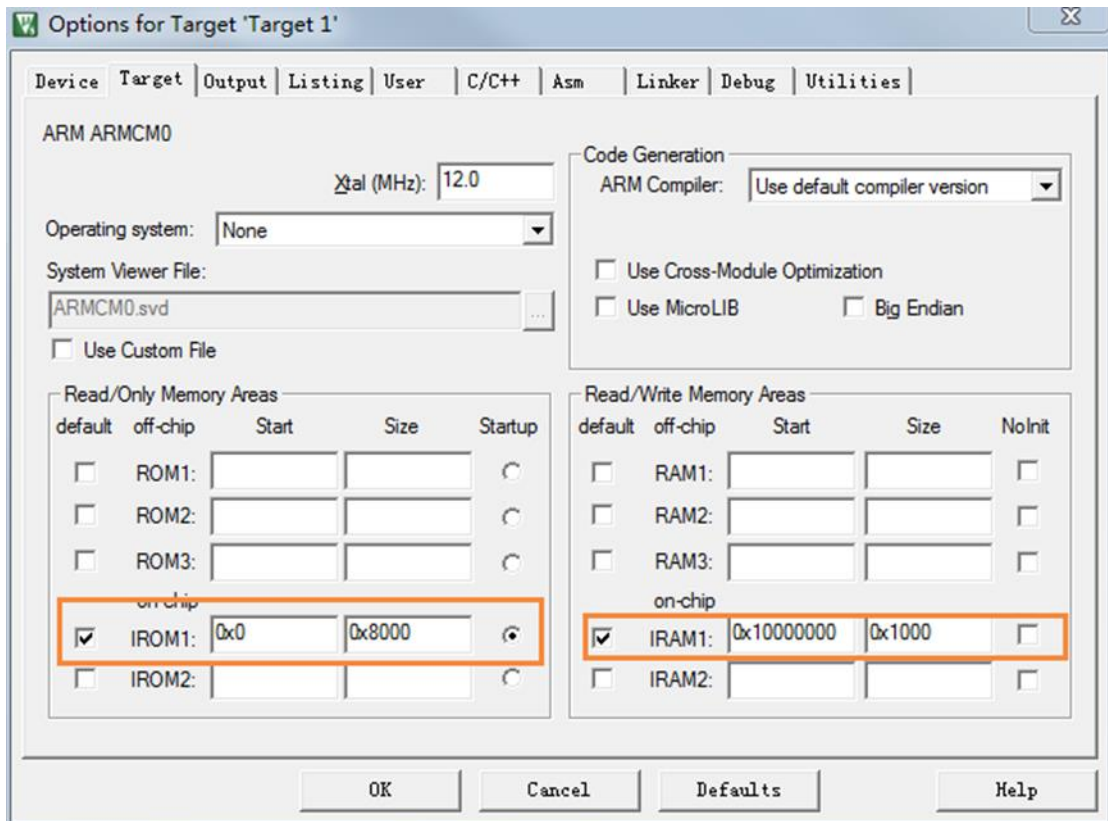 Options for Target 'Target 1'
Device Target Output Listing User C/C++ Asm Linker Debug Utilities
ARM ARMCM0
Xtal (MHz): 12.0
Operating system: None
System Viewer File:
ARMCM0.svd ...
Use Custom File
Code Generation
ARM Compiler: Use default compiler version
Use Cross-Module Optimization
Use MicroLIB Big Endian
Read/Only Memory Areas
default off-chip Start Size Startup
ROM1:
ROM2:
ROM3:
on-chip
IROM1: 0x0 0x8000
IROM2:
Read/Write Memory Areas
default off-chip Start Size NoInit
RAM1:
RAM2:
RAM3:
on-chip
IRAM1: 0x10000000 0x1000
IRAM2:
OK Cancel Defaults Help